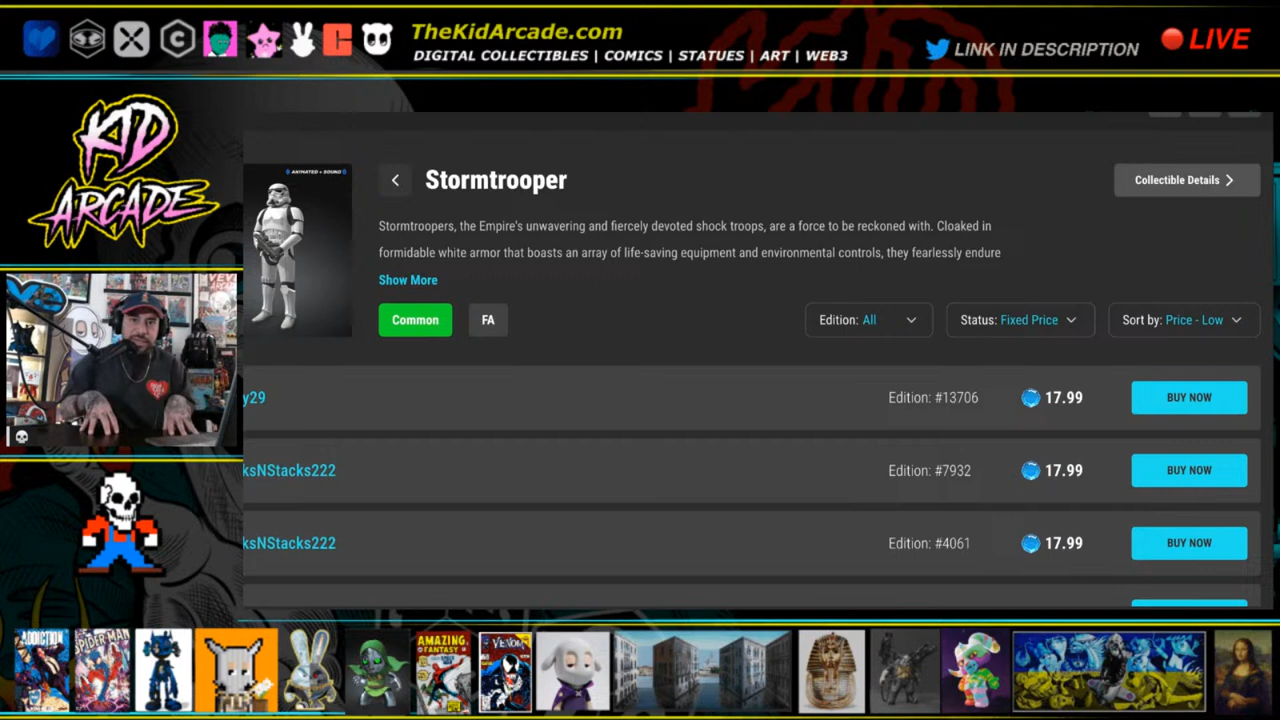 TheKidArcade.com
DIGITAL COLLECTIBLES | COMICS | STATUES | ART | WEB3
LINK IN DESCRIPTION
LIVE
KID
ARCADE
ANIMATED + SOUND
Stormtrooper
Collectible Details
Stormtroopers, the Empire's unwavering and fiercely devoted shock troops, are a force to be reckoned with. Cloaked in
formidable white armor that boasts an array of life-saving equipment and environmental controls, they fearlessly endure
Show More
Common
FA
Edition: All
Status: Fixed Price
Sort by: Price - Low
y29
Edition: #13706
17.99
BUY NOW
ksNStacks222
Edition: #7932
17.99
BUY NOW
ksNStacks222
Edition: #4061
17.99
BUY NOW
ADDICTION
SPIDER-MAN
AMAZING
FANTASY
VENOM